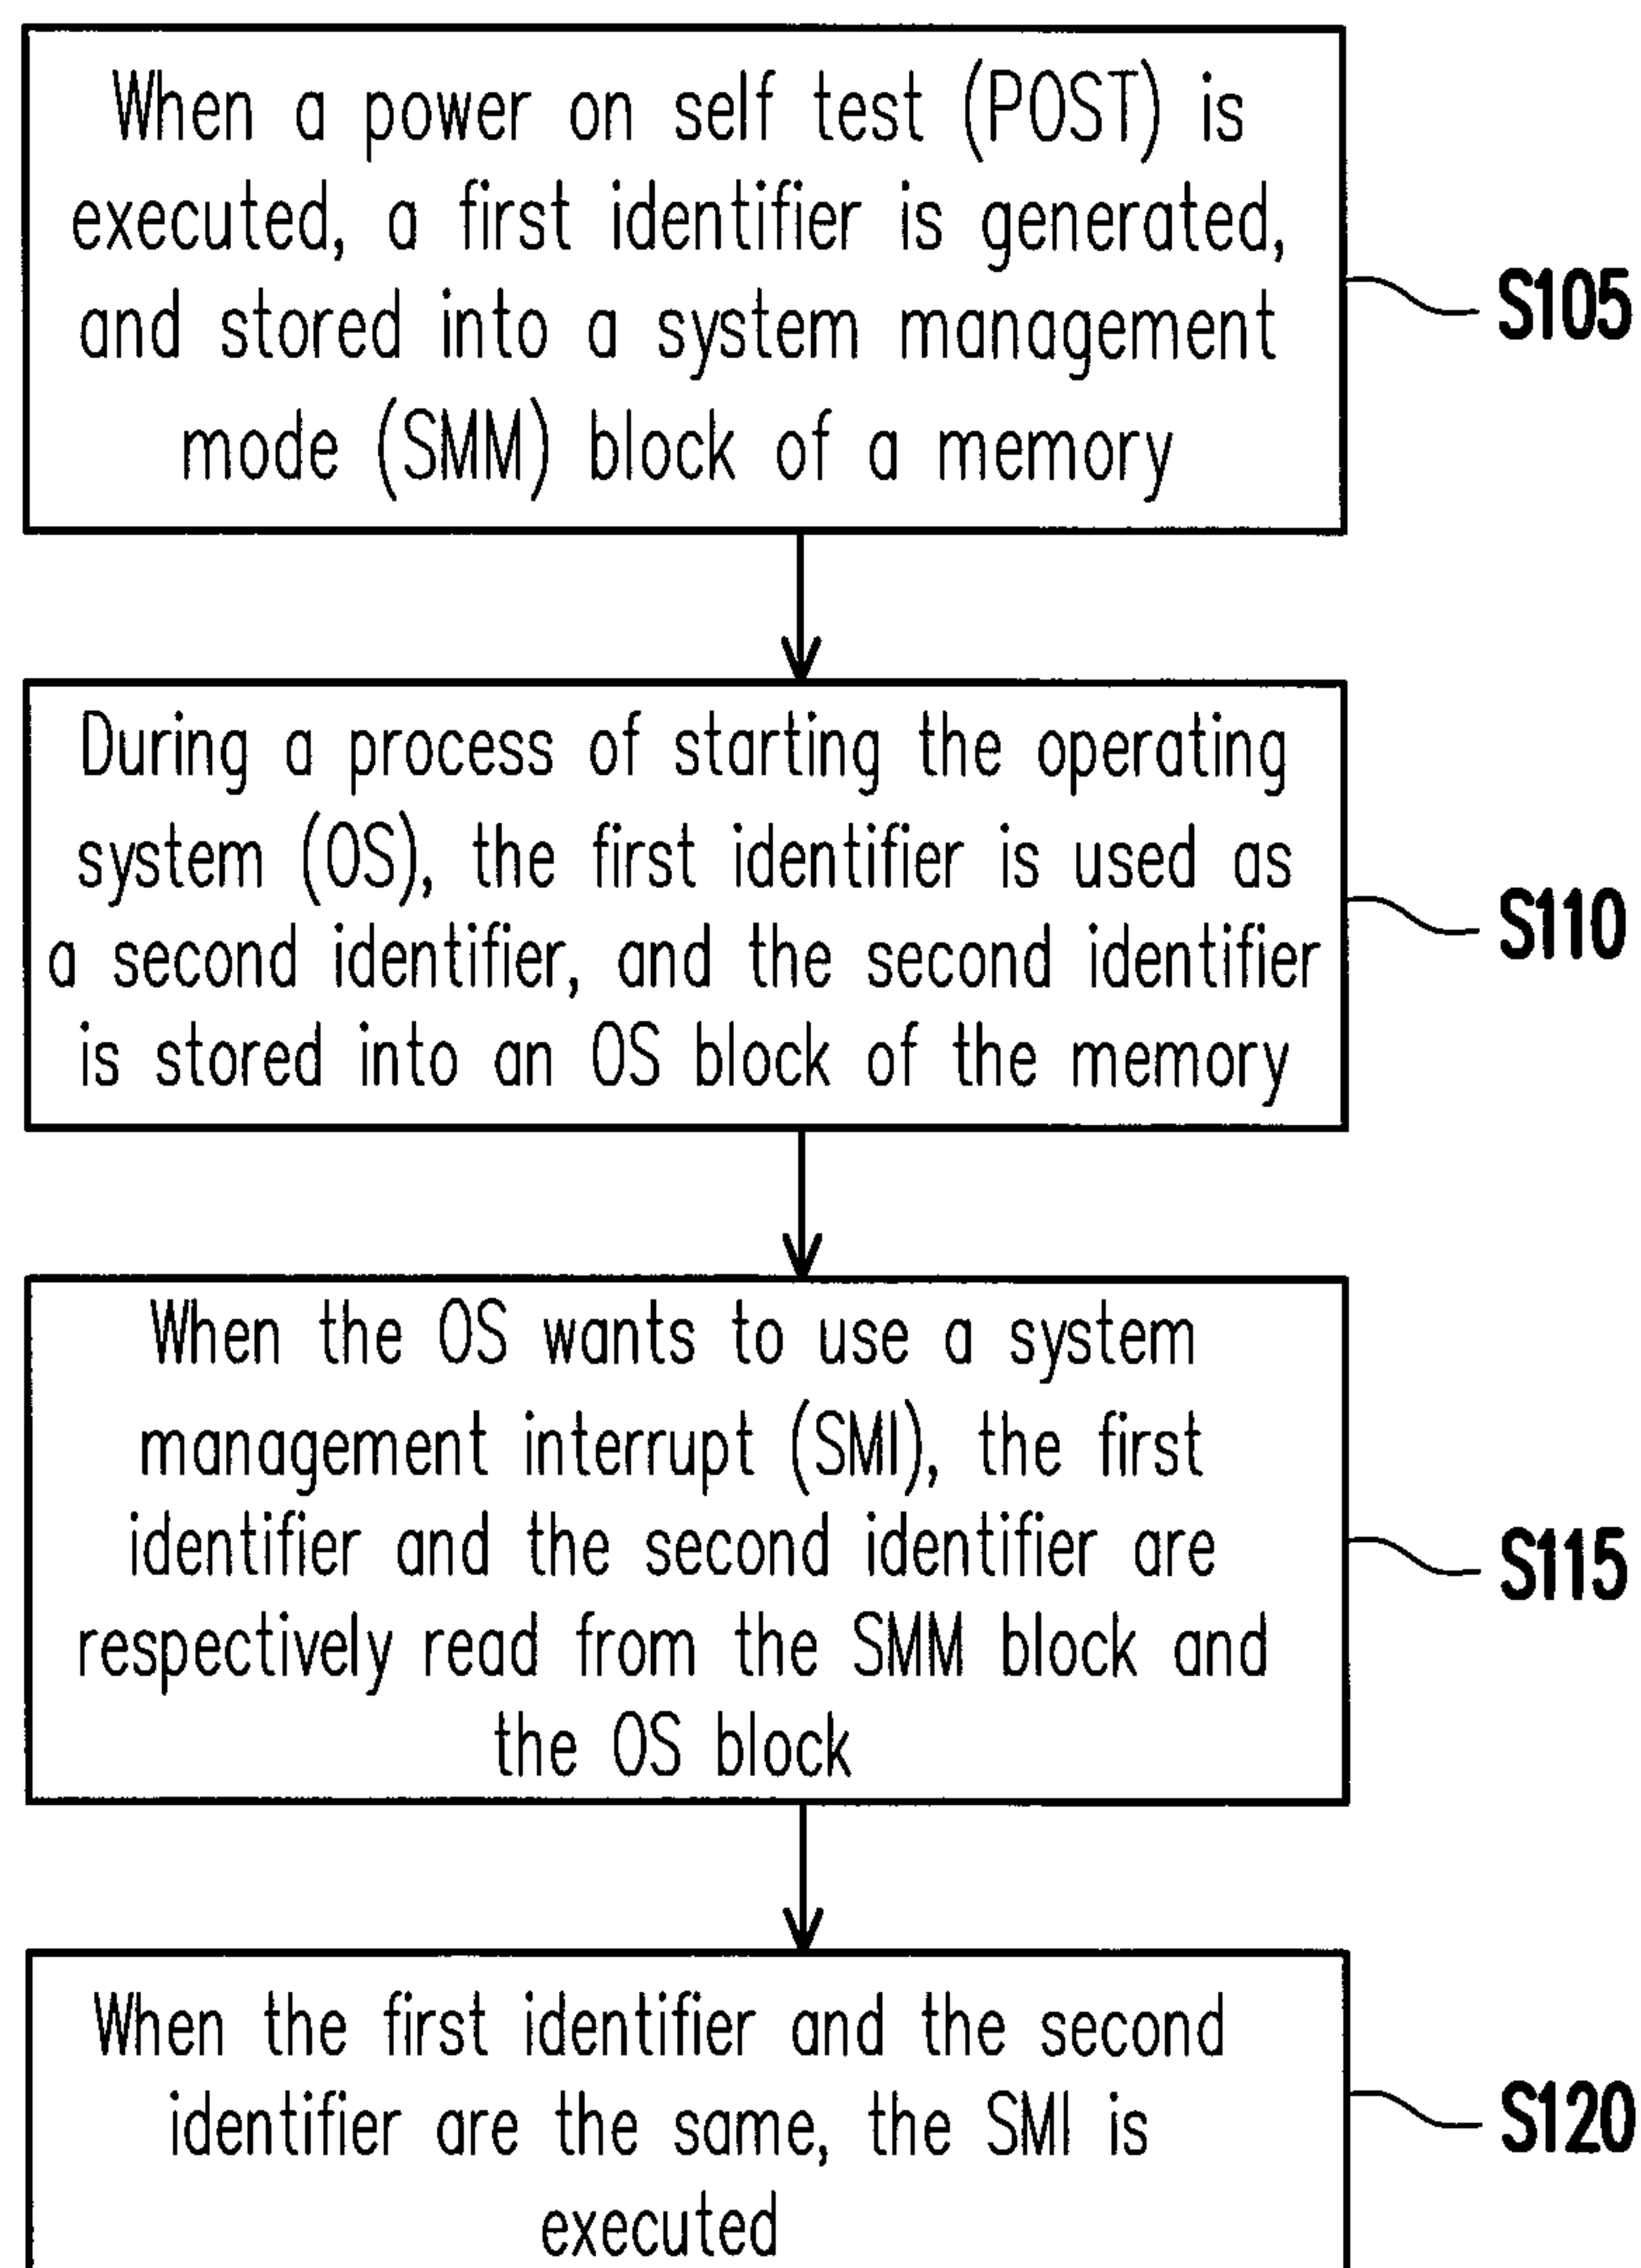 When a power on self test (POST) is
executed, a first identifier is generated,
and stored into a system management
mode (SMM) block of a memory
S105
During a process of starting the operating
system (OS), the first identifier is used as
a second identifier, and the second identifier
is stored into an OS block of the memory
S110
When the OS wants to use a system
management interrupt (SMI), the first
identifier and the second identifier are
respectively read from the SMM block and
the OS block
S115
When the first identifier and the second
identifier are the same, the SMI is
executed
S120